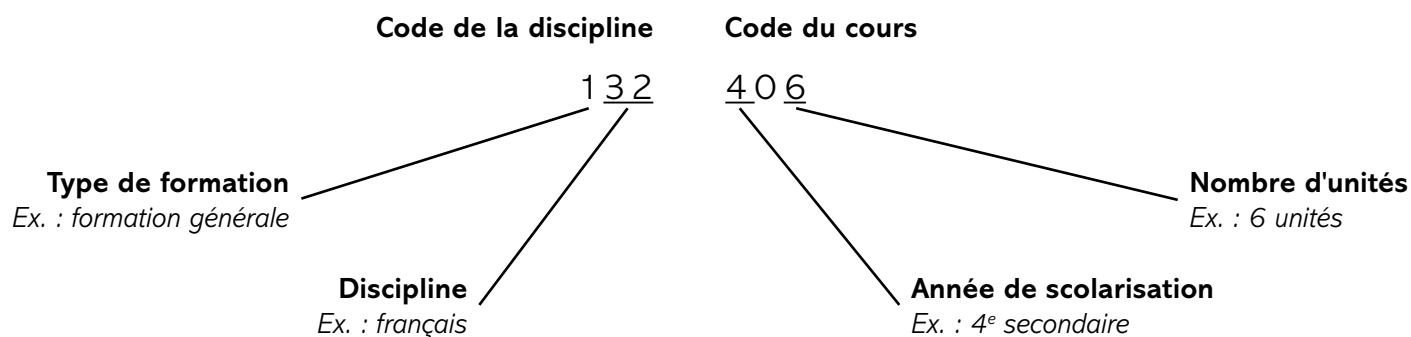 Code de la discipline Code du cours
132 406
Type de formation
Ex. : formation générale
Nombre d'unités
Ex. : 6 unités
Discipline
Ex. : français
Année de scolarisation
Ex. : 4e secondaire